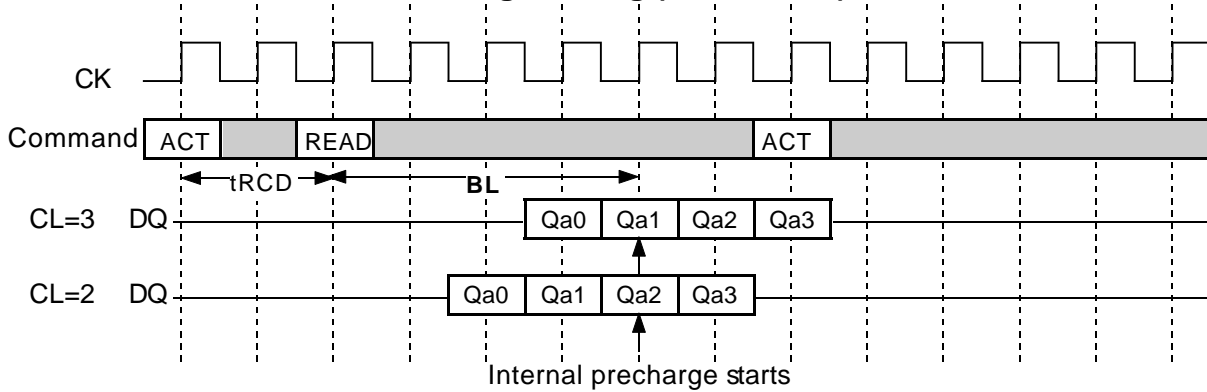 CK
Command ACT READ ACT
tRCD BL
CL=3 DQ Qa0 Qa1 Qa2 Qa3
CL=2 DQ Qa0 Qa1 Qa2 Qa3
Internal precharge starts